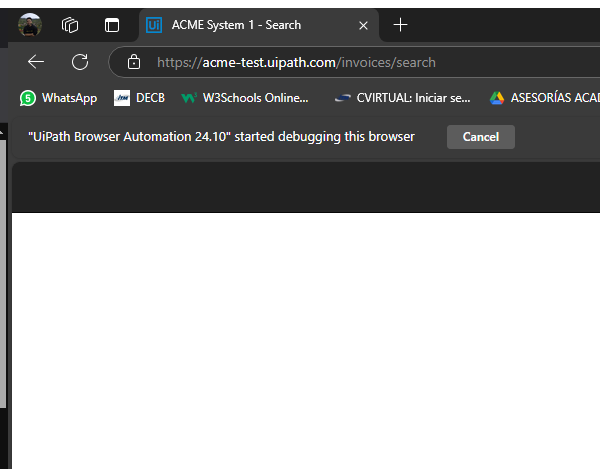 Ui ACME System 1 - Search
https://acme-test.uipath.com/invoices/search
5 WhatsApp DECB W3Schools Online... CVIRTUAL: Iniciar se... ASESORÍAS ACAD
"UiPath Browser Automation 24.10" started debugging this browser Cancel